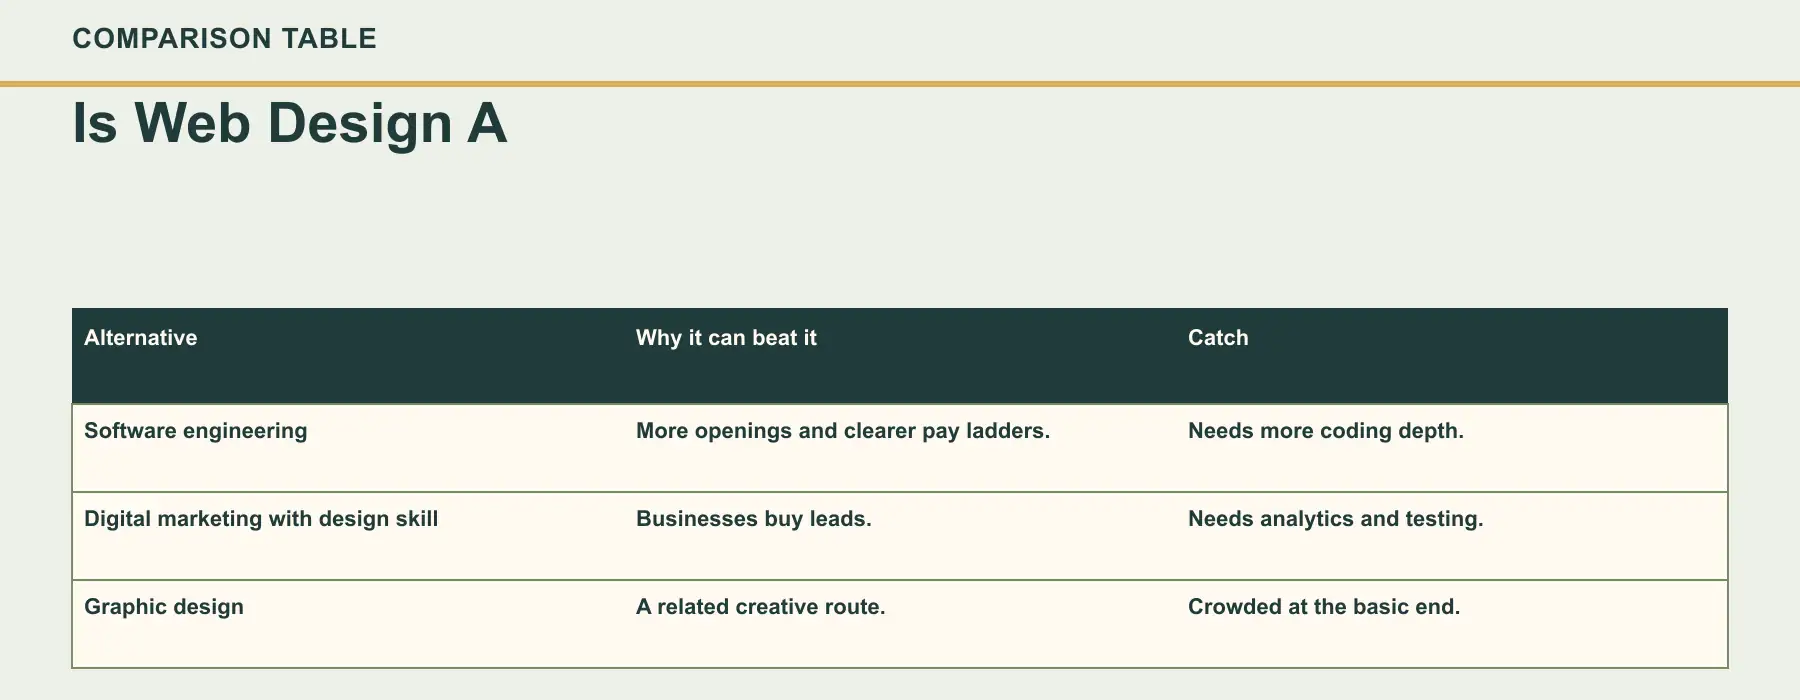 COMPARISON TABLE
Is Web Design A
Alternative Why it can beat it Catch
Software engineering More openings and clearer pay ladders. Needs more coding depth.
Digital marketing with design skill Businesses buy leads. Needs analytics and testing.
Graphic design A related creative route. Crowded at the basic end.